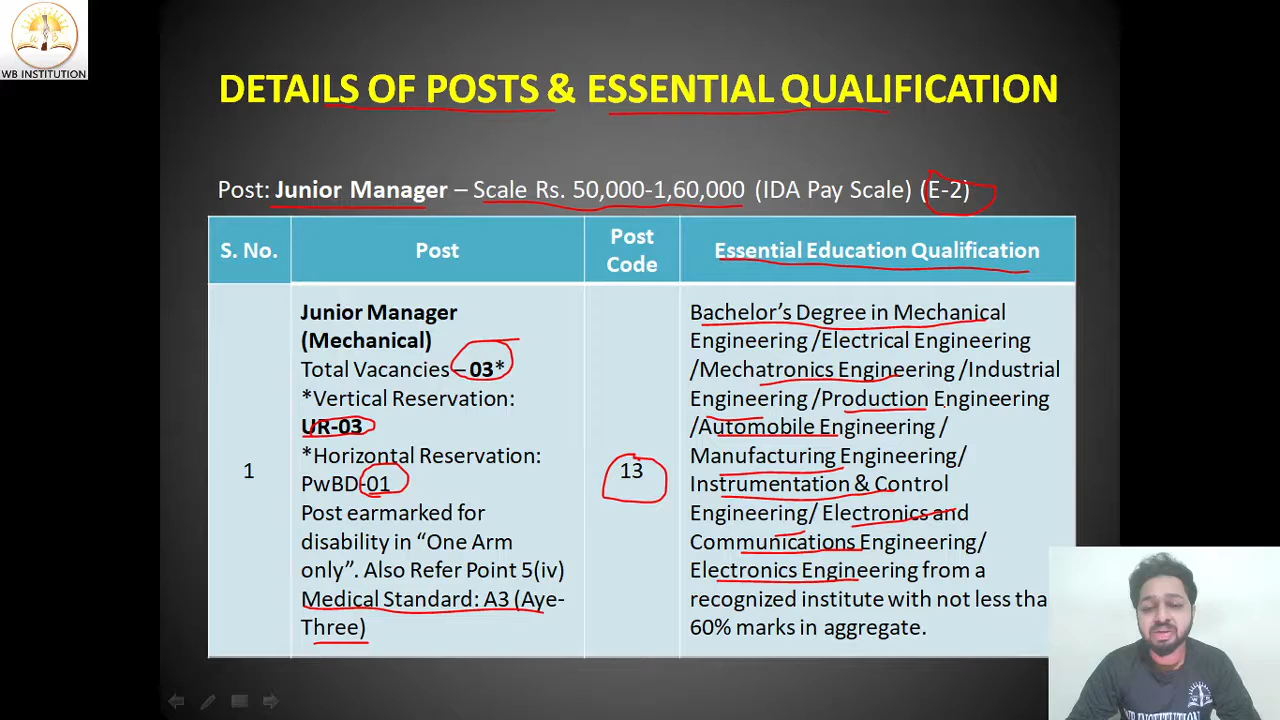 WB INSTITUTION
DETAILS OF POSTS & ESSENTIAL QUALIFICATION
Post: Junior Manager – Scale Rs. 50,000-1,60,000 (IDA Pay Scale) (E-2)
S. No.
Post
Post
Code
Essential Education Qualification
1
Junior Manager
(Mechanical)
Total Vacancies – 03*
*Vertical Reservation:
UR-03
*Horizontal Reservation:
PwBD-01
Post earmarked for
disability in “One Arm
only”. Also Refer Point 5(iv)
Medical Standard: A3 (Aye-
Three)
13
Bachelor’s Degree in Mechanical
Engineering /Electrical Engineering
/Mechatronics Engineering /Industrial
Engineering /Production Engineering
/Automobile Engineering /
Manufacturing Engineering/
Instrumentation & Control
Engineering/ Electronics and
Communications Engineering/
Electronics Engineering from a
recognized institute with not less tha
60% marks in aggregate.
WB INSTITUTION